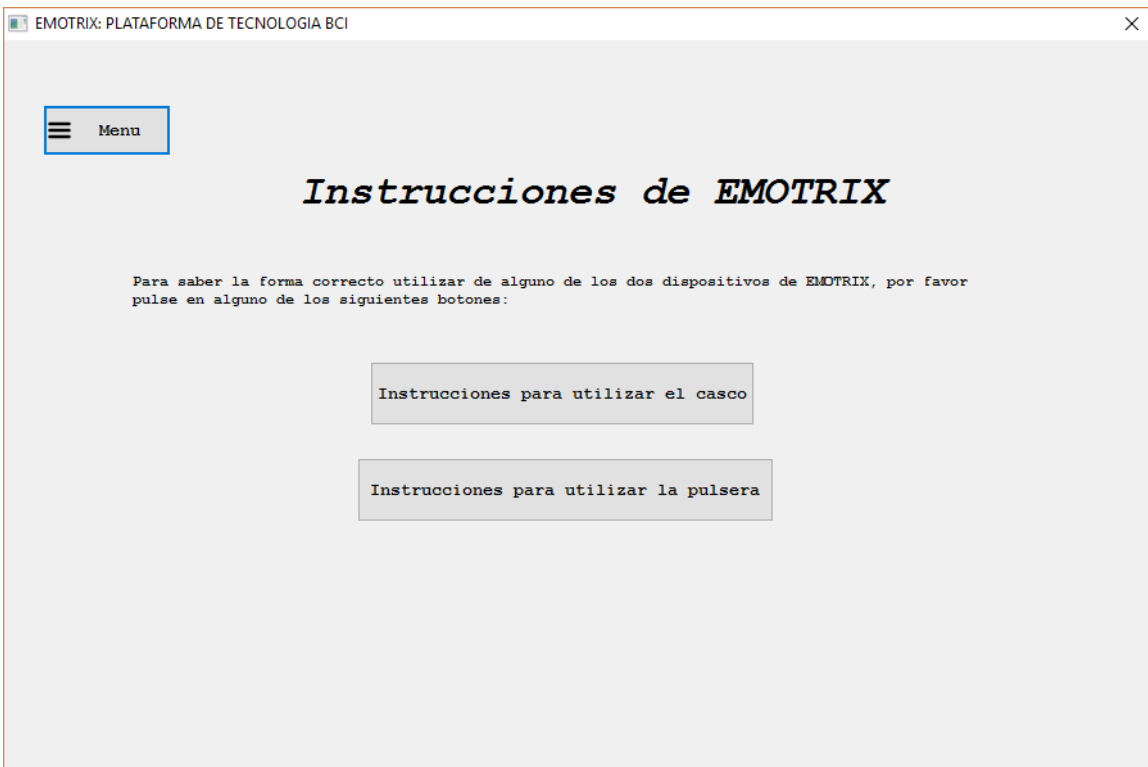 EMOTRIX: PLATAFORMA DE TECNOLOGIA BCI
Menu
Instrucciones de EMOTRIX
Para saber la forma correcto utilizar de alguno de los dos dispositivos de EMOTRIX, por favor
pulse en alguno de los siguientes botones:
Instrucciones para utilizar el casco
Instrucciones para utilizar la pulsera